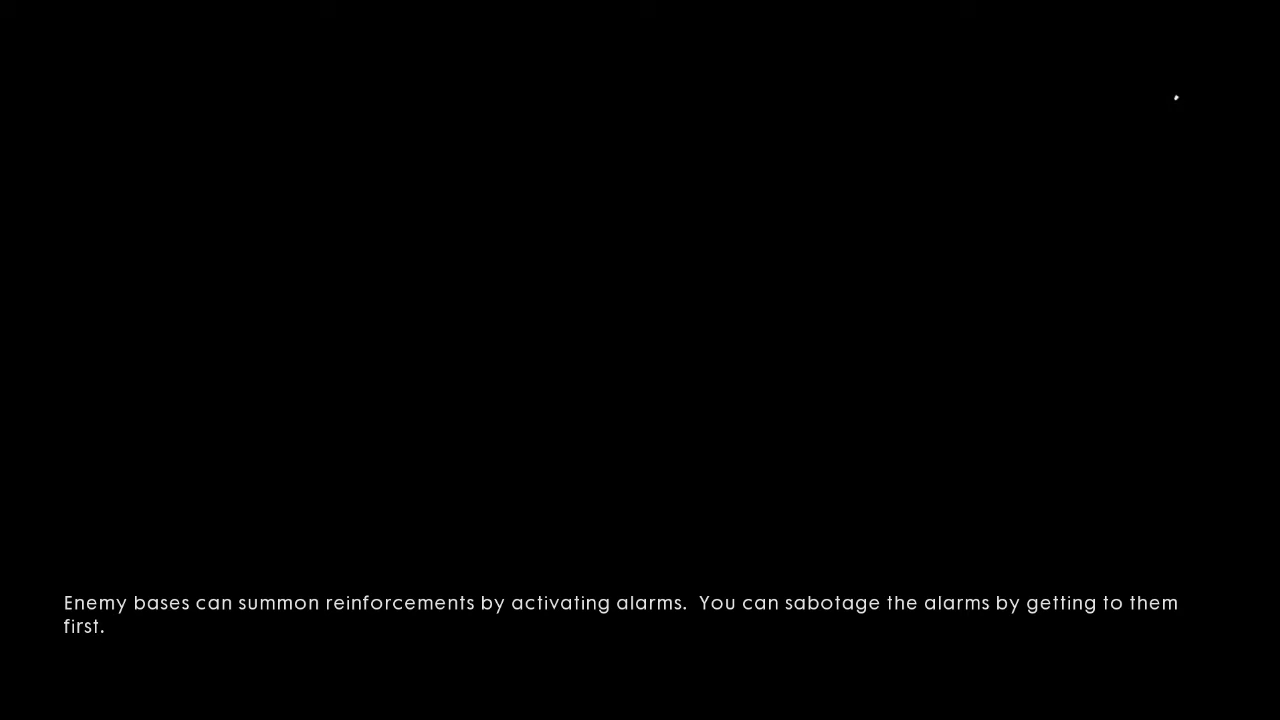 Enemy bases can summon reinforcements by activating alarms.  You can sabotage the alarms by getting to them
first.